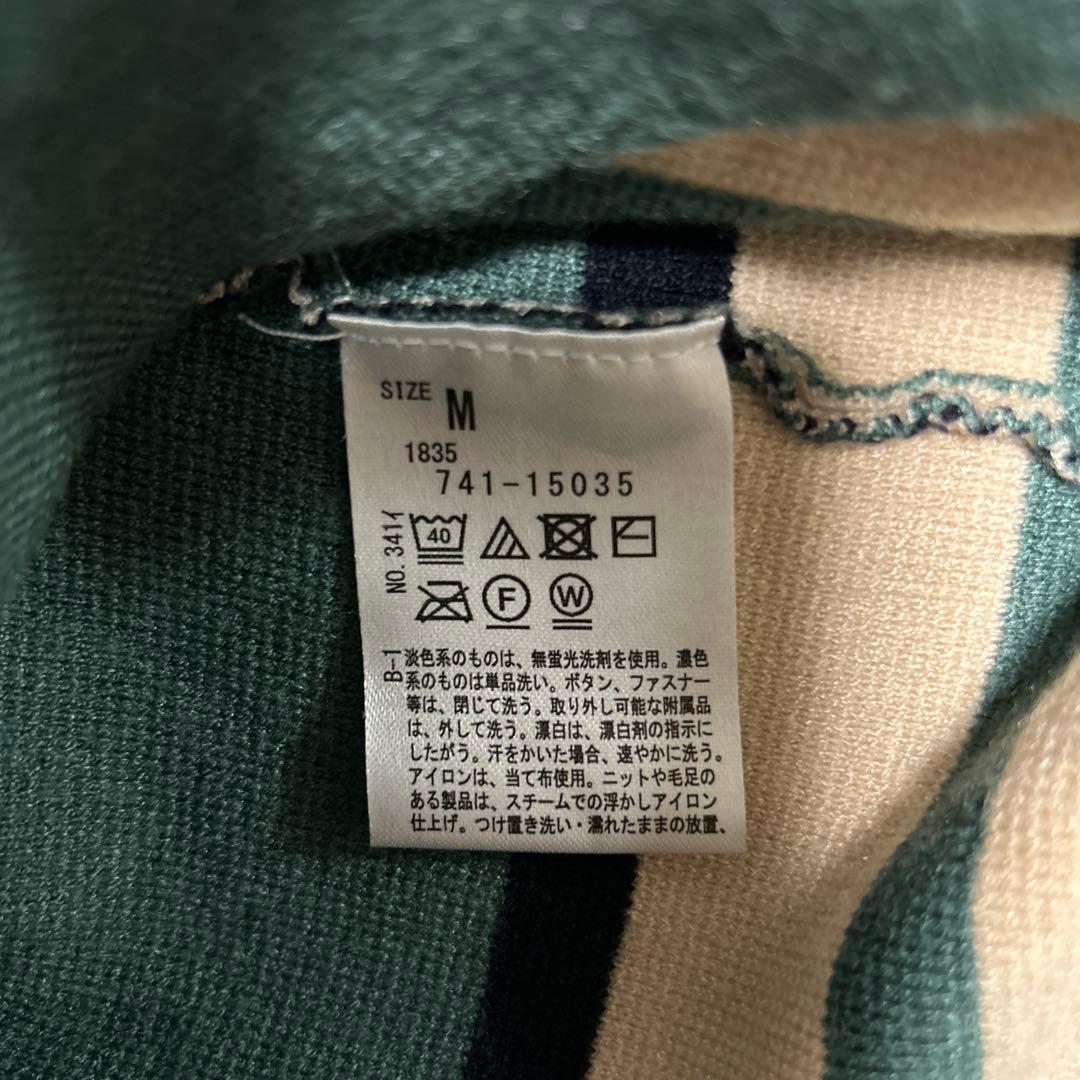 SIZE M
1835
741-15035
NO.341イ
40
F W
B-1
淡色系のものは、無蛍光洗剤を使用。濃色
系のものは単品洗い。ボタン、ファスナー
等は、閉じて洗う。取り外し可能な附属品
は、外して洗う。漂白は、漂白剤の指示に
したがう。汗をかいた場合、速やかに洗う。
アイロンは、当て布使用。ニットや毛足の
ある製品は、スチームでの浮かしアイロン
仕上げ。つけ置き洗い・濡れたままの放置、